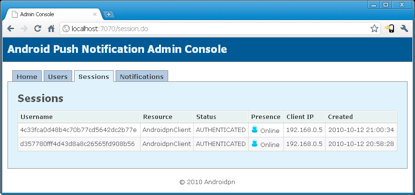 Admin Console
localhost:7070/session.do
Android Push Notification Admin Console
Home Users Sessions Notifications
Sessions
Username Resource Status Presence Client IP Created
4c33fca0d48b4c70b77cd5642dc2b77e AndroidpnClient AUTHENTICATED Online 192.168.0.5 2010-10-12 21:00:34
d357780fff4d43d8a8c26565fd908b56 AndroidpnClient AUTHENTICATED Online 192.168.0.5 2010-10-12 20:58:28
© 2010 Androidpn